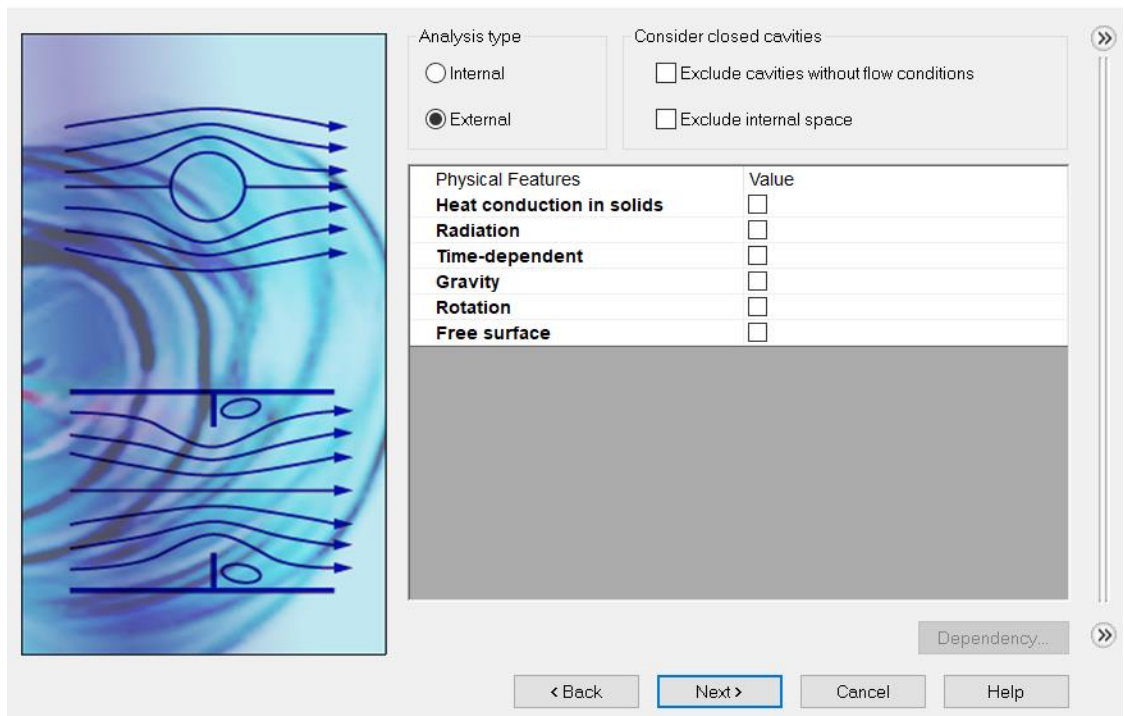 Analysis type
Consider closed cavities
Internal
Exclude cavities without flow conditions
External
Exclude internal space
Physical Features Value
Heat conduction in solids
Radiation
Time-dependent
Gravity
Rotation
Free surface
Dependency...
< Back Next > Cancel Help